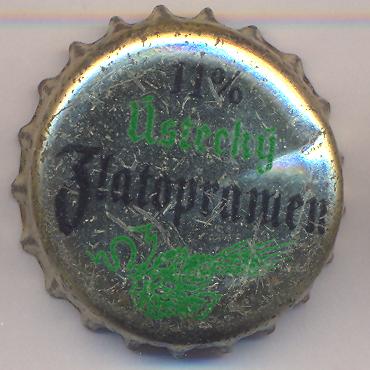 11%
Ústecký
Zlatopramen